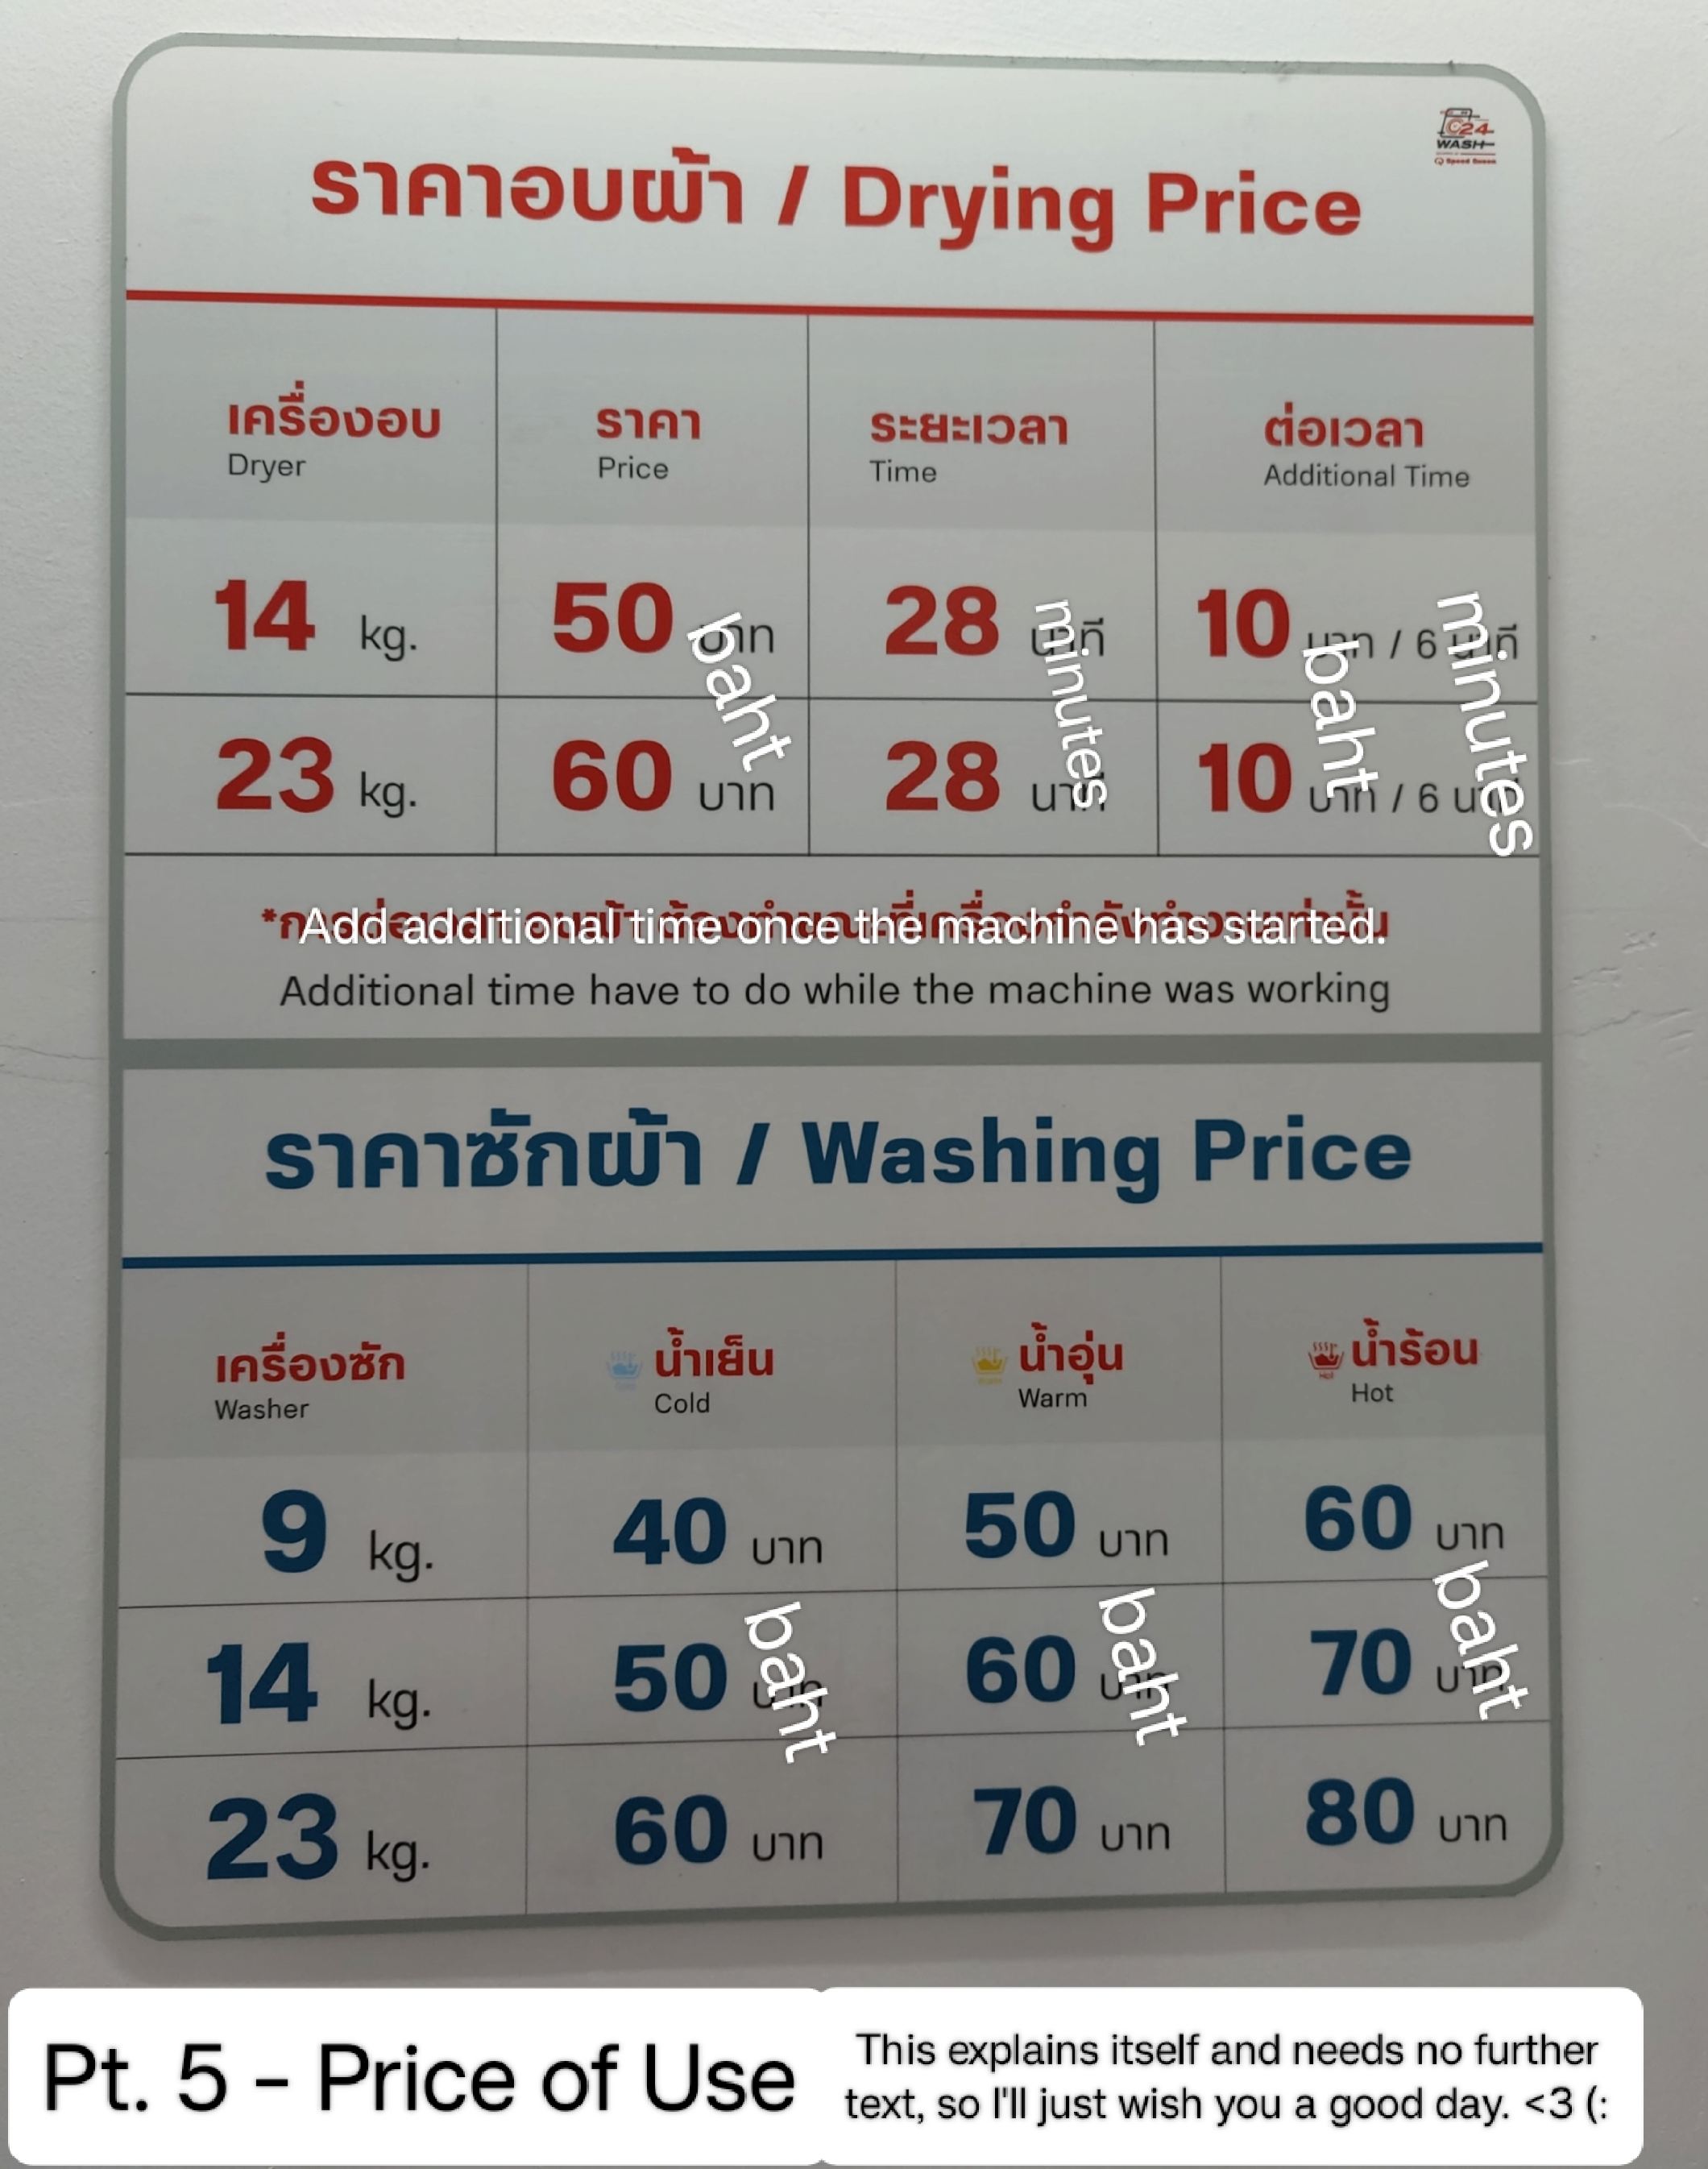 C24
WASH
Speed Queen
ราคาอบผ้า / Drying Price
เครื่องอบ ราคา ระยะเวลา ต่อเวลา
Dryer Price Time Additional Time
14 kg. 50 บาท 28 นาที 10 บาท / 6 นาที
baht minutes baht minutes
23 kg. 60 บาท 28 นาที 10 บาท / 6 นาที
Add additional time once the machine has started.
Additional time have to do while the machine was working
ราคาซักผ้า / Washing Price
เครื่องซัก น้ำเย็น น้ำอุ่น น้ำร้อน
Washer Cold Warm Hot
9 kg. 40 บาท 50 บาท 60 บาท
baht baht baht
14 kg. 50 บาท 60 บาท 70 บาท
23 kg. 60 บาท 70 บาท 80 บาท
Pt. 5 - Price of Use
This explains itself and needs no further
text, so I'll just wish you a good day. <3 (: